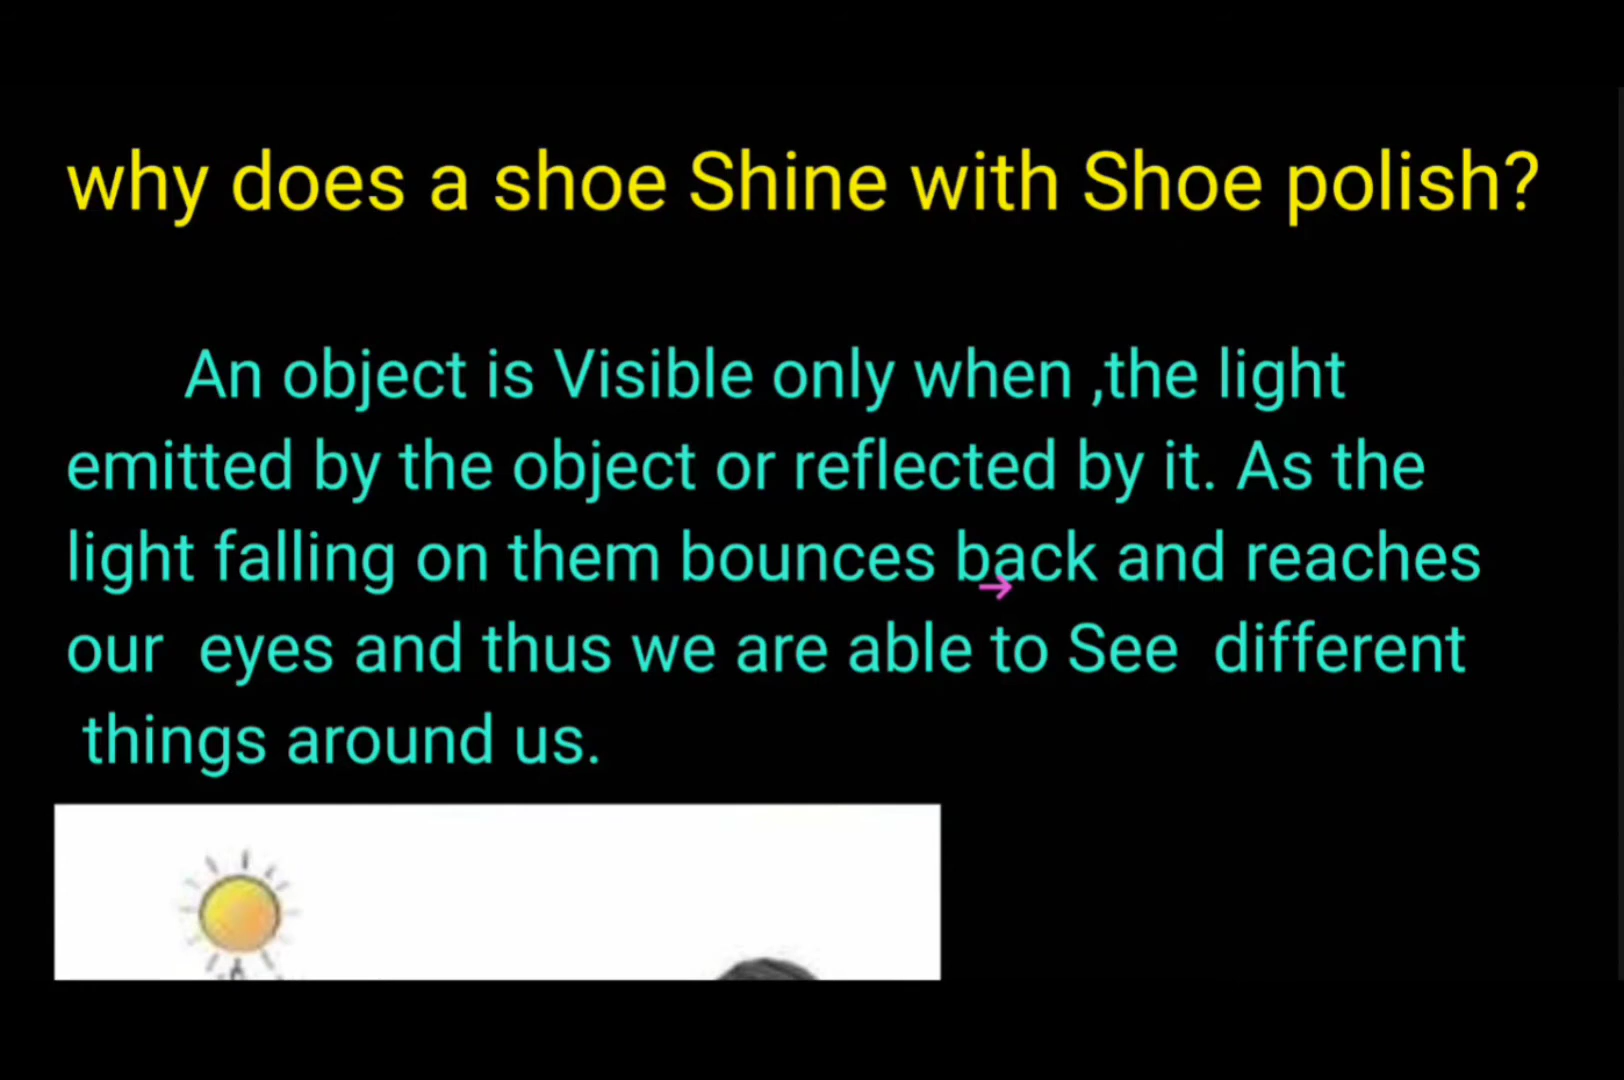 why does a shoe Shine with Shoe polish?
An object is Visible only when ,the light
emitted by the object or reflected by it. As the
light falling on them bounces back and reaches
our eyes and thus we are able to See different
things around us.